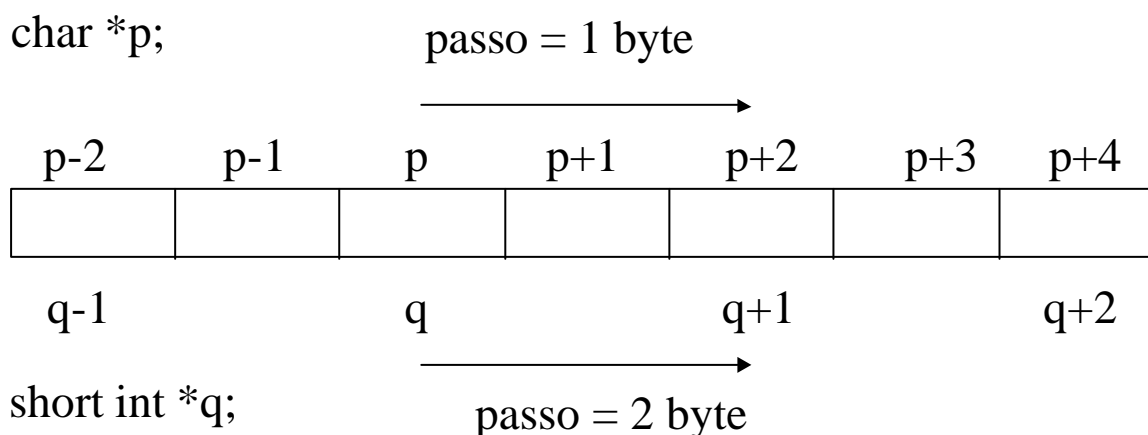 char *p;
passo = 1 byte
p-2 p-1 p p+1 p+2 p+3 p+4
q-1 q q+1 q+2
short int *q;
passo = 2 byte